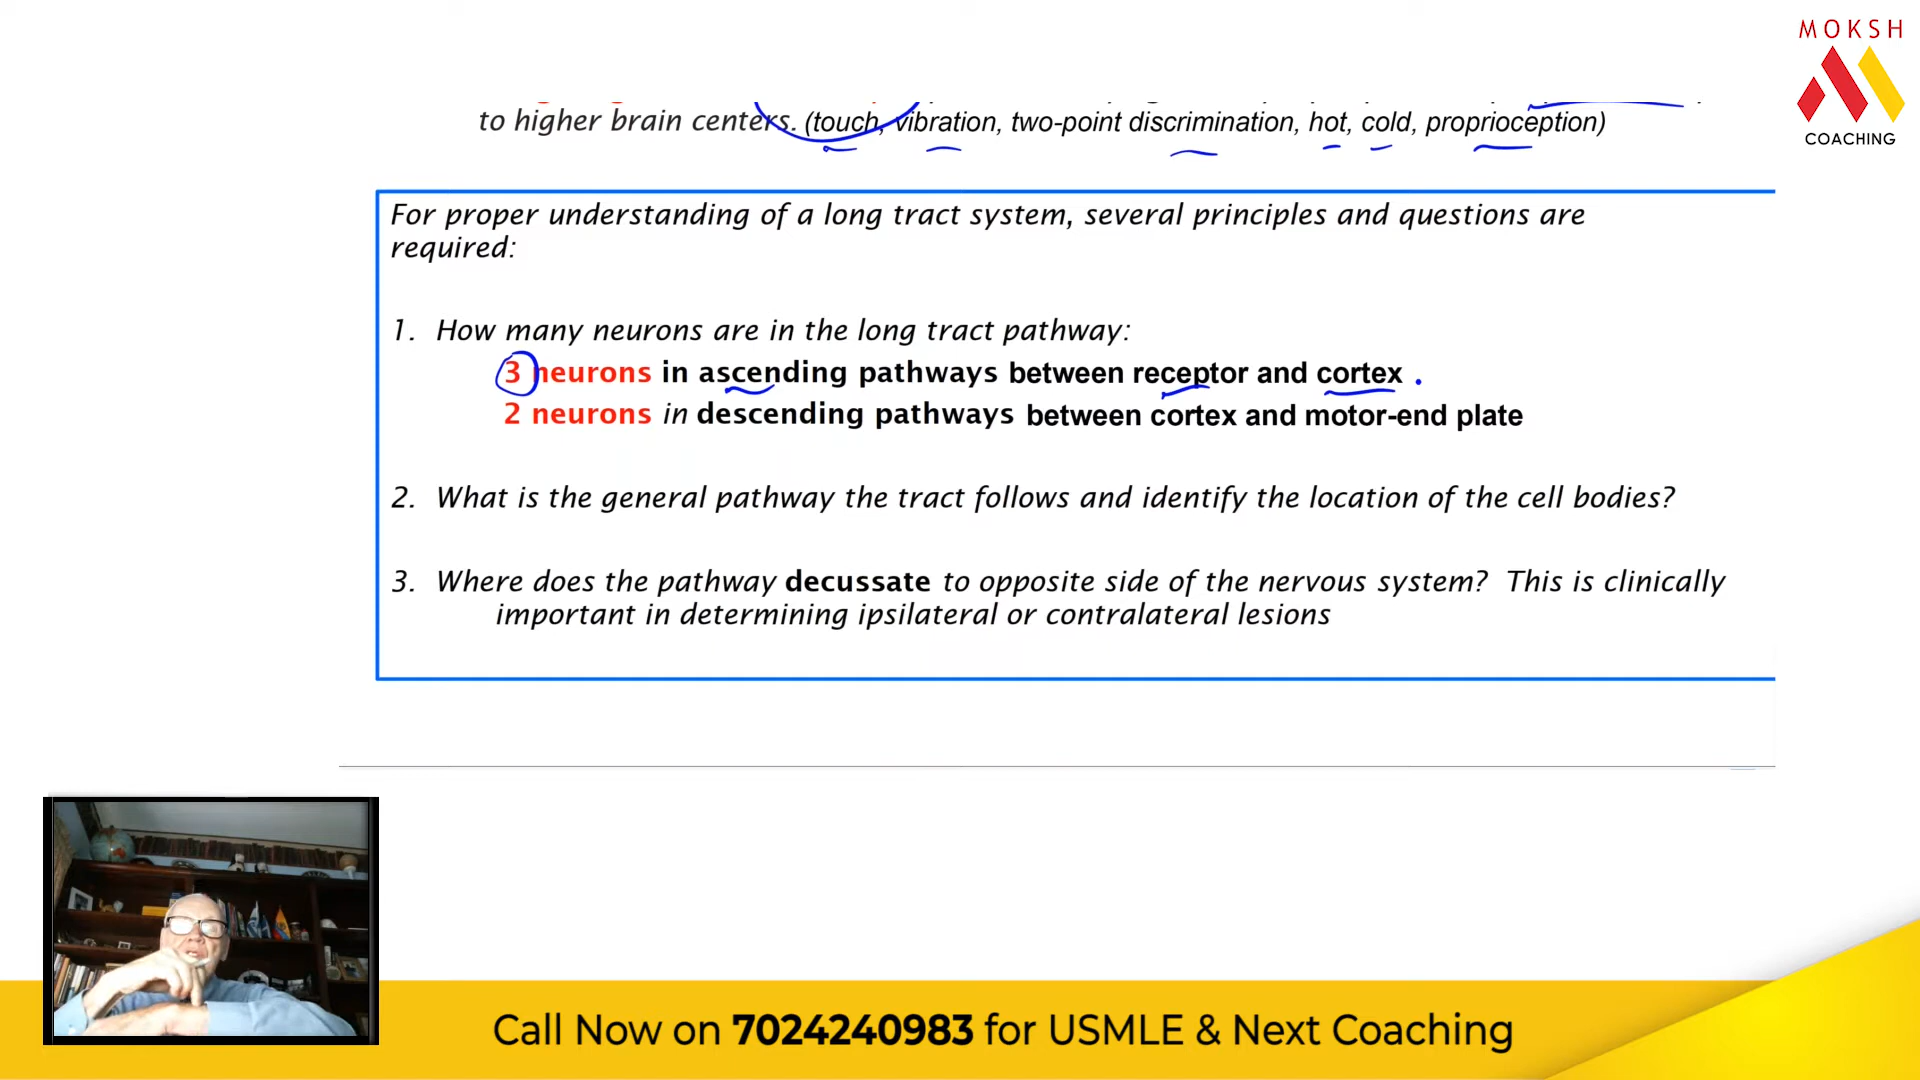 MOKSH
COACHING
to higher brain centers. (touch, vibration, two-point discrimination, hot, cold, proprioception)
For proper understanding of a long tract system, several principles and questions are
required:
1. How many neurons are in the long tract pathway:
3 neurons in ascending pathways between receptor and cortex .
2 neurons in descending pathways between cortex and motor-end plate
2. What is the general pathway the tract follows and identify the location of the cell bodies?
3. Where does the pathway decussate to opposite side of the nervous system? This is clinically
important in determining ipsilateral or contralateral lesions
Call Now on 7024240983 for USMLE & Next Coaching